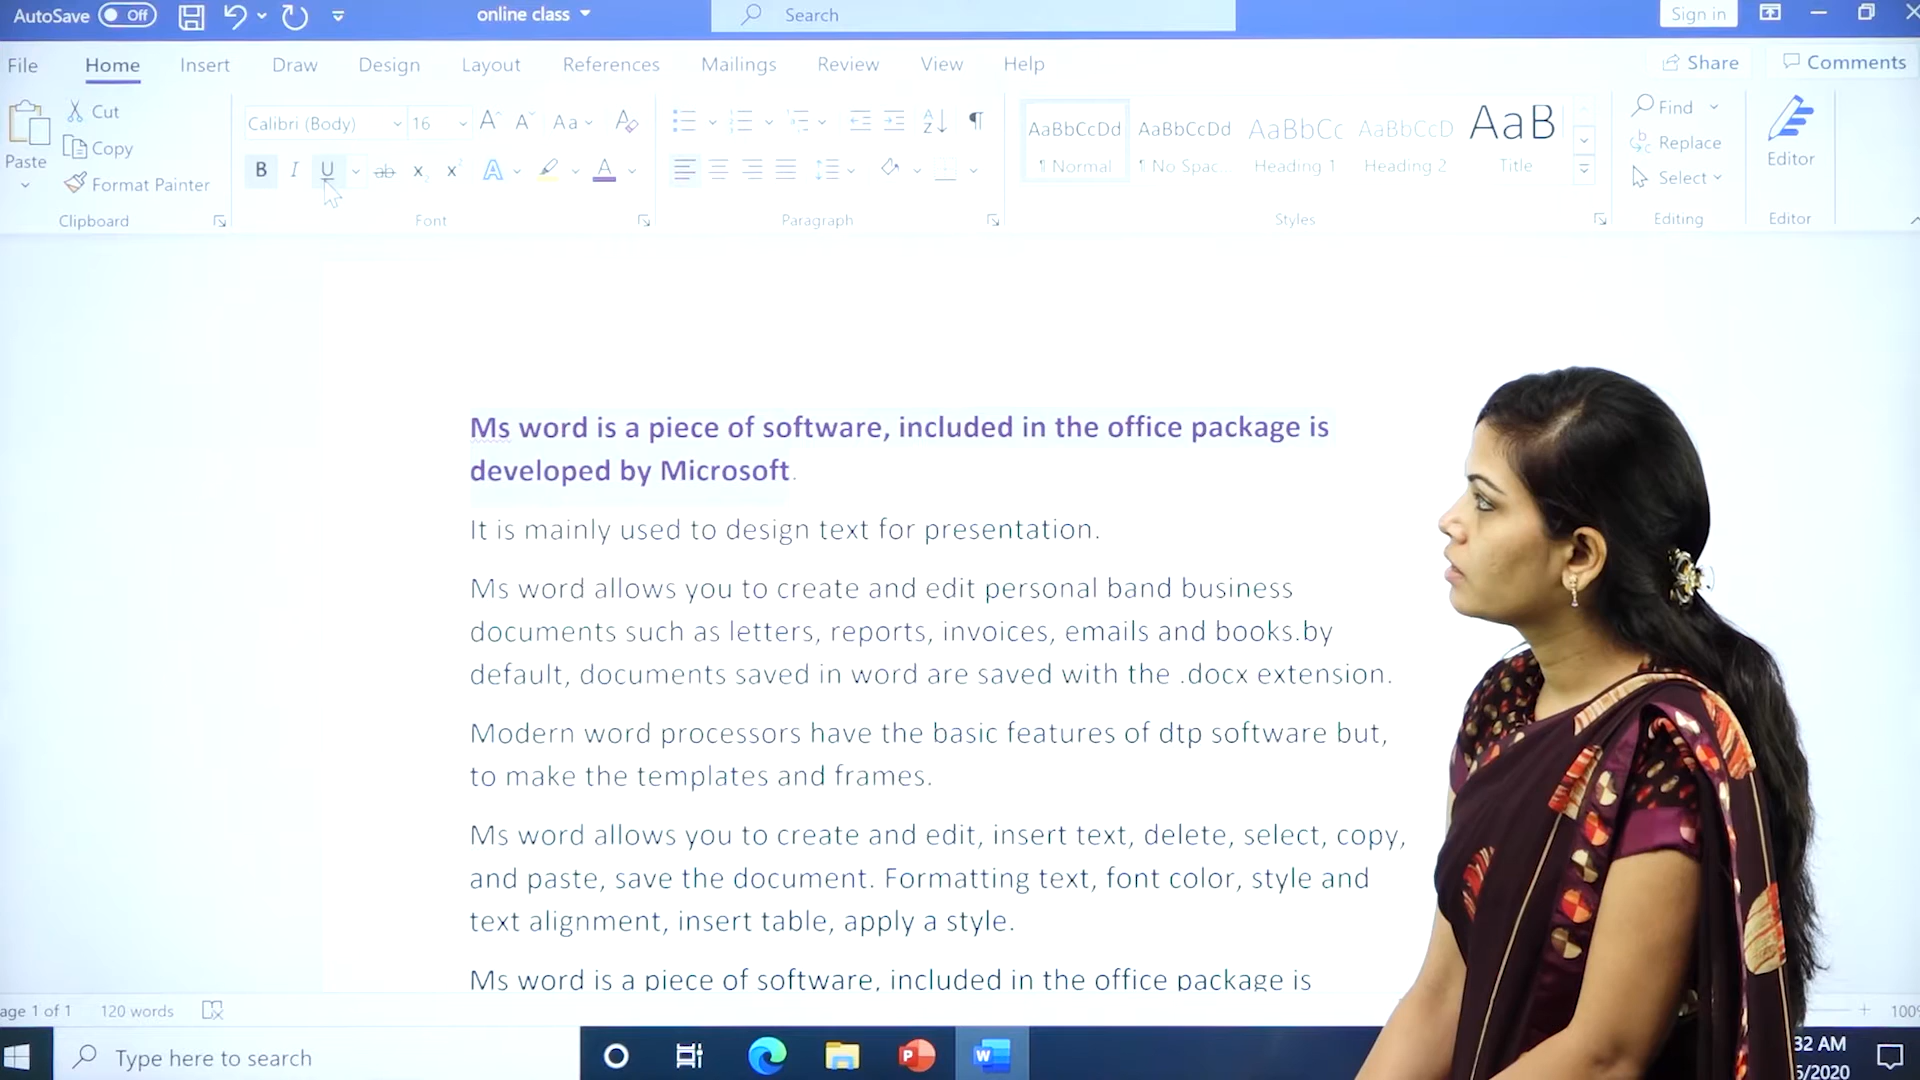 AutoSave Off online class Search Sign in
File Home Insert Draw Design Layout References Mailings Review View Help Share Comments
Paste Cut Copy Format Painter Clipboard
Calibri (Body) 16 Aa
B I U ab x x A A
Font
Paragraph
AaBbCcDd AaBbCcDd AaBbCc AaBbCcD AaB
¶ Normal ¶ No Spac... Heading 1 Heading 2 Title
Styles
Find
Replace
Select
Editing
Editor
Editor
Ms word is a piece of software, included in the office package is
developed by Microsoft.
It is mainly used to design text for presentation.
Ms word allows you to create and edit personal band business
documents such as letters, reports, invoices, emails and books.by
default, documents saved in word are saved with the .docx extension.
Modern word processors have the basic features of dtp software but,
to make the templates and frames.
Ms word allows you to create and edit, insert text, delete, select, copy,
and paste, save the document. Formatting text, font color, style and
text alignment, insert table, apply a style.
Ms word is a piece of software, included in the office package is
age 1 of 1 120 words 100%
Type here to search
32 AM
5/2020